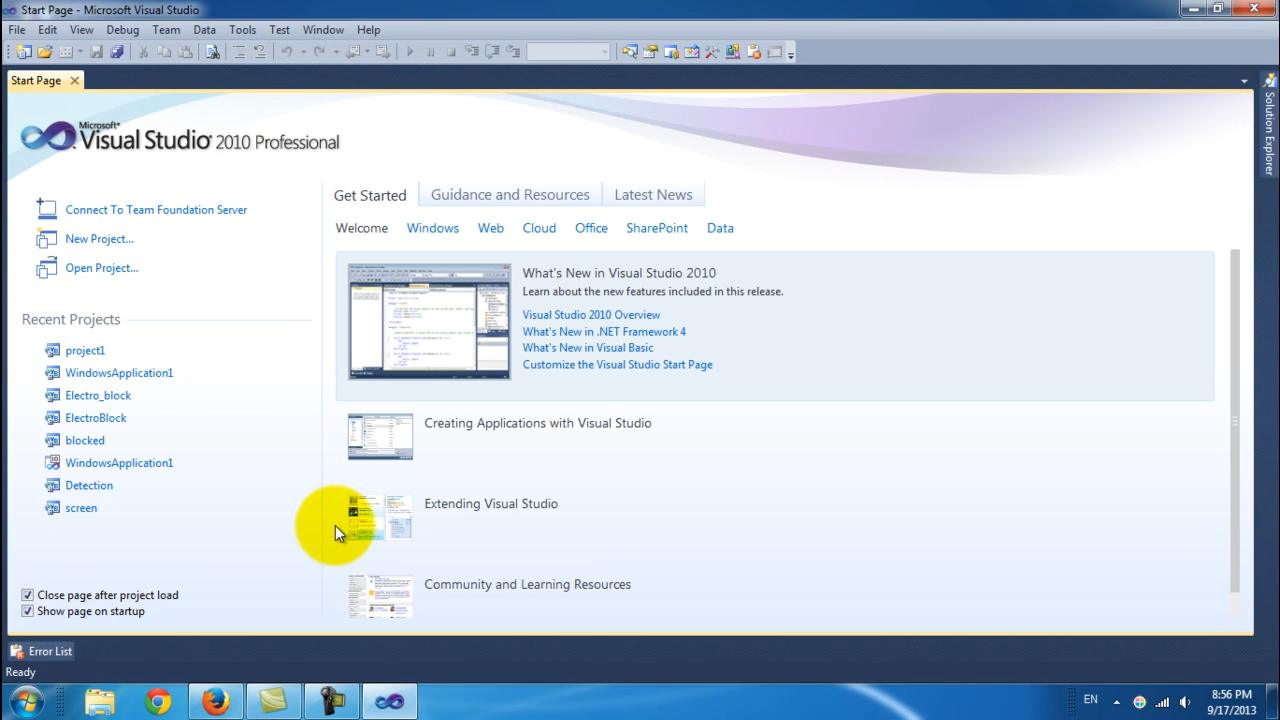 Start Page - Microsoft Visual Studio
File Edit View Debug Team Data Tools Test Window Help
Start Page
Solution Explorer
Microsoft®
Visual Studio® 2010 Professional
Connect To Team Foundation Server
New Project...
Open Project...
Recent Projects
project1
WindowsApplication1
Electro_block
ElectroBlock
blocked
WindowsApplication1
Detection
screen
Close page after project load
Show page on startup
Get Started Guidance and Resources Latest News
Welcome Windows Web Cloud Office SharePoint Data
What's New in Visual Studio 2010
Learn about the new features included in this release.
Visual Studio 2010 Overview
What's New in .NET Framework 4
What's New in Visual Basic
Customize the Visual Studio Start Page
Creating Applications with Visual Studio
Extending Visual Studio
Community and Learning Resources
Error List
Ready
EN
8:56 PM
9/17/2013